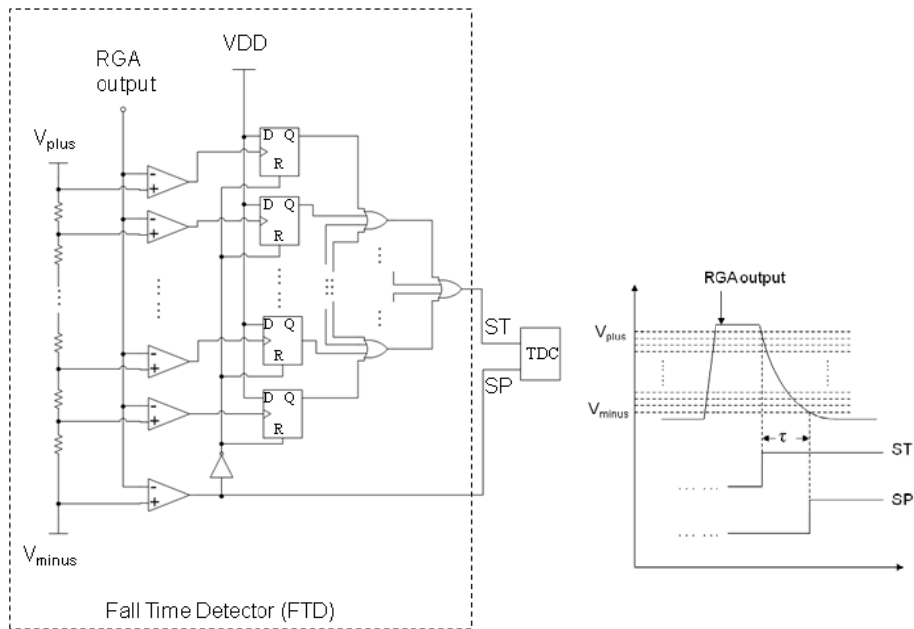 RGA
output
VDD
V_plus
- +
D Q
R
- +
D Q
R
- +
D Q
R
- +
D Q
R
- +
V_minus
ST
SP
TDC
Fall Time Detector (FTD)
RGA output
V_plus
V_minus
τ
ST
SP